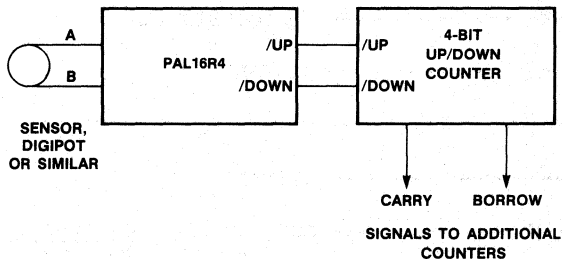 A
B
SENSOR,
DIGIPOT
OR SIMILAR
PAL16R4
/UP
/DOWN
/UP
/DOWN
4-BIT
UP/DOWN
COUNTER
CARRY
BORROW
SIGNALS TO ADDITIONAL
COUNTERS